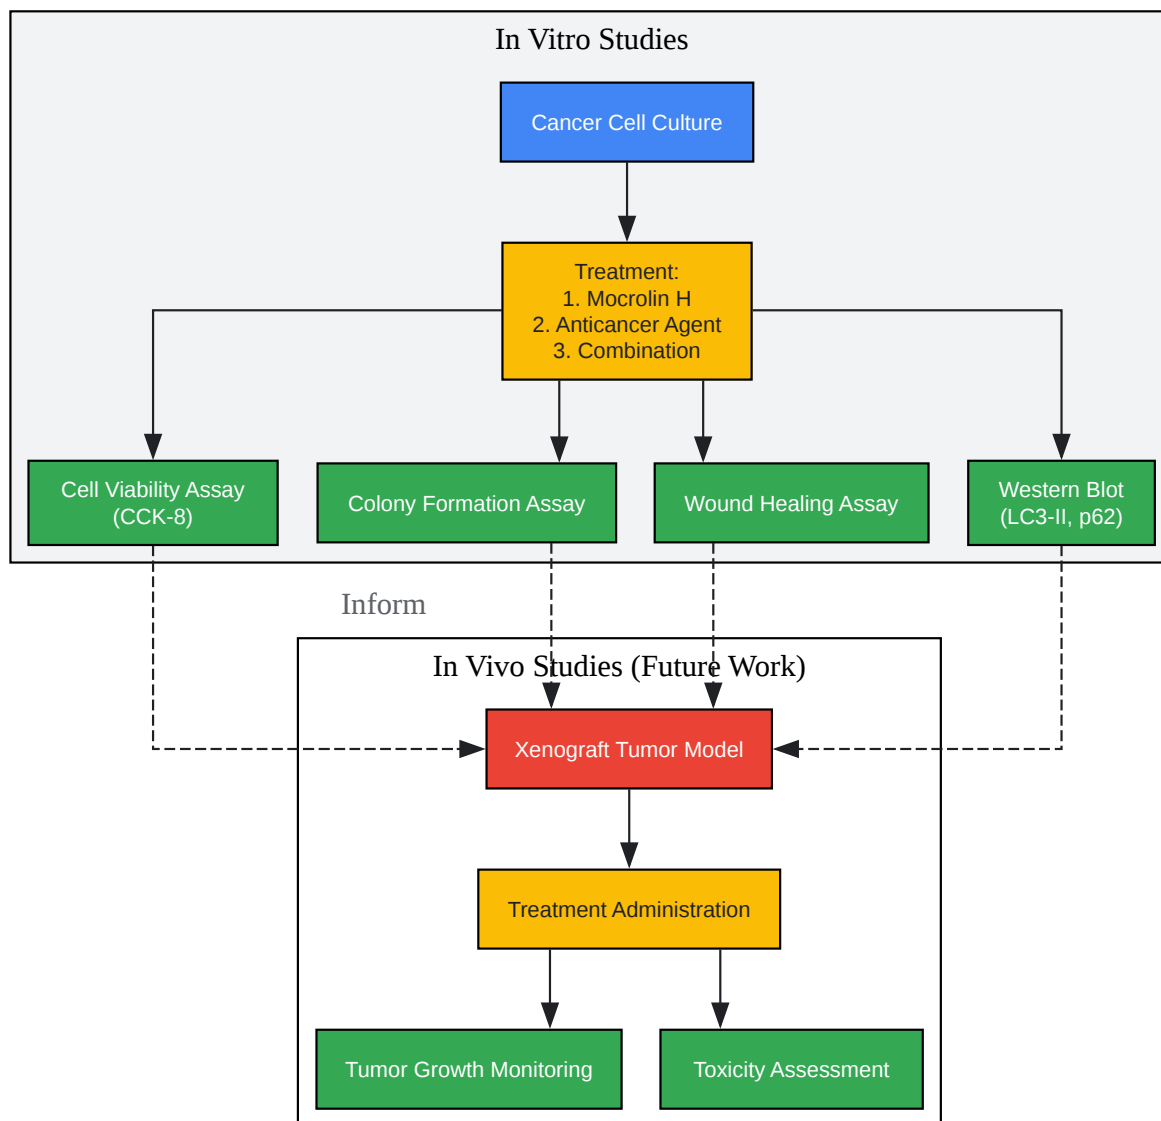 In Vitro Studies
Cancer Cell Culture
Treatment:
1. Mocrolin H
2. Anticancer Agent
3. Combination
Cell Viability Assay
(CCK-8)
Colony Formation Assay
Wound Healing Assay
Western Blot
(LC3-II, p62)
Inform
In Vivo Studies (Future Work)
Xenograft Tumor Model
Treatment Administration
Tumor Growth Monitoring
Toxicity Assessment